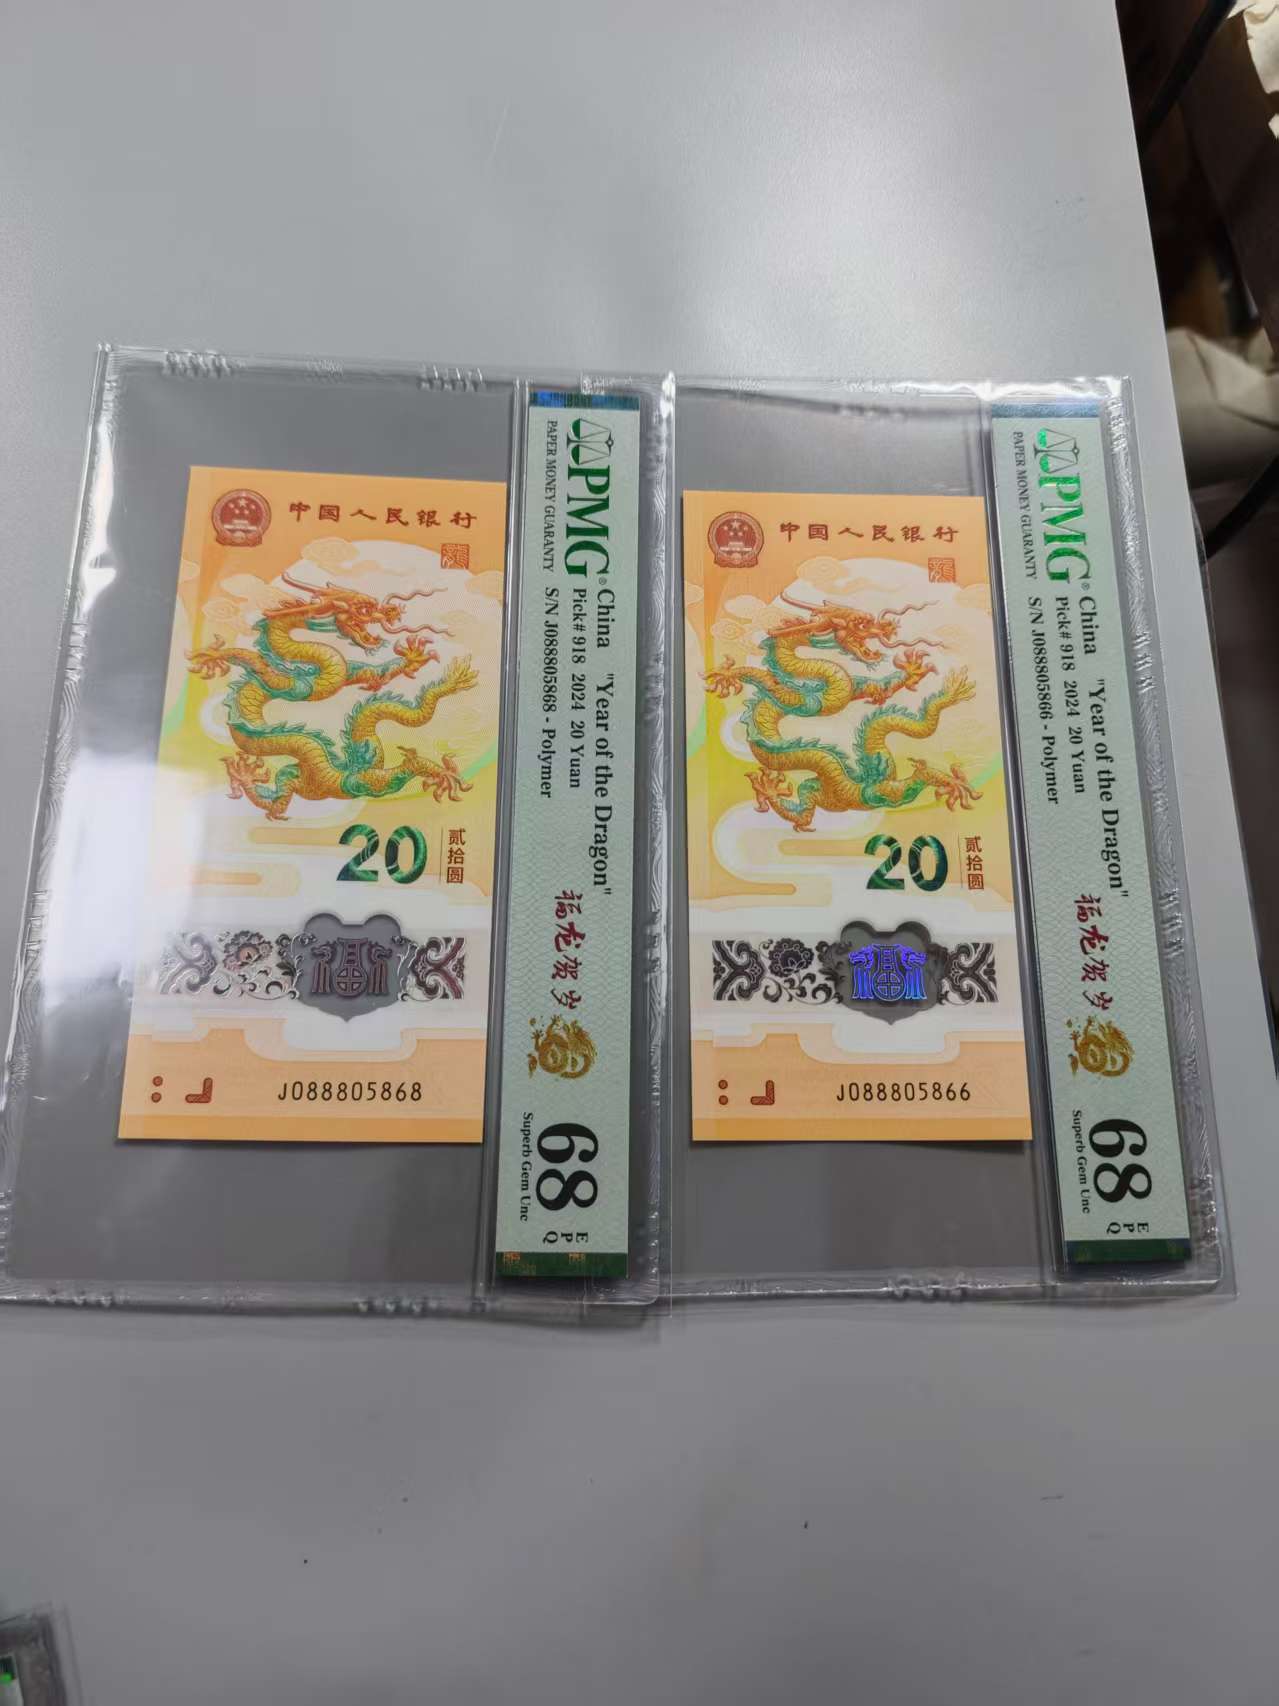 中国人民银行
20
贰拾圆
J088805868
PMG®
PAPER MONEY GUARANTY
China "Year of the Dragon"
Pick# 918 2024 20 Yuan
S/N J088805868 - Polymer
福龙贺岁
68
EPQ
Superb Gem Unc
中国人民银行
20
贰拾圆
J088805866
PMG®
PAPER MONEY GUARANTY
China "Year of the Dragon"
Pick# 918 2024 20 Yuan
S/N J088805866 - Polymer
福龙贺岁
68
EPQ
Superb Gem Unc